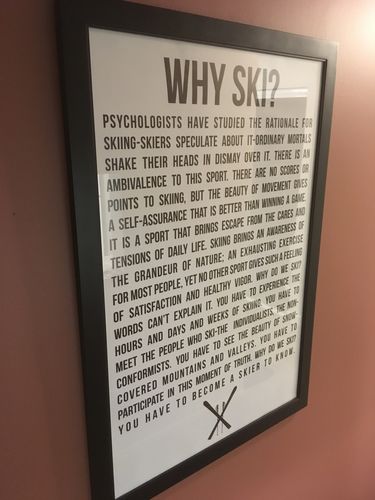 WHY SKI?
PSYCHOLOGISTS HAVE STUDIED THE RATIONALE FOR
SKIING-SKIERS SPECULATE ABOUT IT-ORDINARY MORTALS
SHAKE THEIR HEADS IN DISMAY OVER IT. THERE IS AN
AMBIVALENCE TO THIS SPORT. THERE ARE NO SCORES OR
POINTS TO SKIING, BUT THE BEAUTY OF MOVEMENT GIVES
A SELF-ASSURANCE THAT IS BETTER THAN WINNING A GAME.
IT IS A SPORT THAT BRINGS ESCAPE FROM THE CARES AND
TENSIONS OF DAILY LIFE. SKIING BRINGS AN AWARENESS OF
THE GRANDEUR OF NATURE; AN EXHAUSTING EXERCISE
FOR MOST PEOPLE, YET NO OTHER SPORT GIVES SUCH A FEELING
OF SATISFACTION AND HEALTHY VIGOR. WHY DO WE SKI?
WORDS CAN'T EXPLAIN IT. YOU HAVE TO EXPERIENCE THE
HOURS AND DAYS AND WEEKS OF SKIING. YOU HAVE TO
MEET THE PEOPLE WHO SKI-THE INDIVIDUALISTS, THE NON-
CONFORMISTS. YOU HAVE TO SEE THE BEAUTY OF SNOW-
COVERED MOUNTAINS AND VALLEYS. YOU HAVE TO
PARTICIPATE IN THIS MOMENT OF TRUTH. WHY DO WE SKI?
YOU HAVE TO BECOME A SKIER TO KNOW.